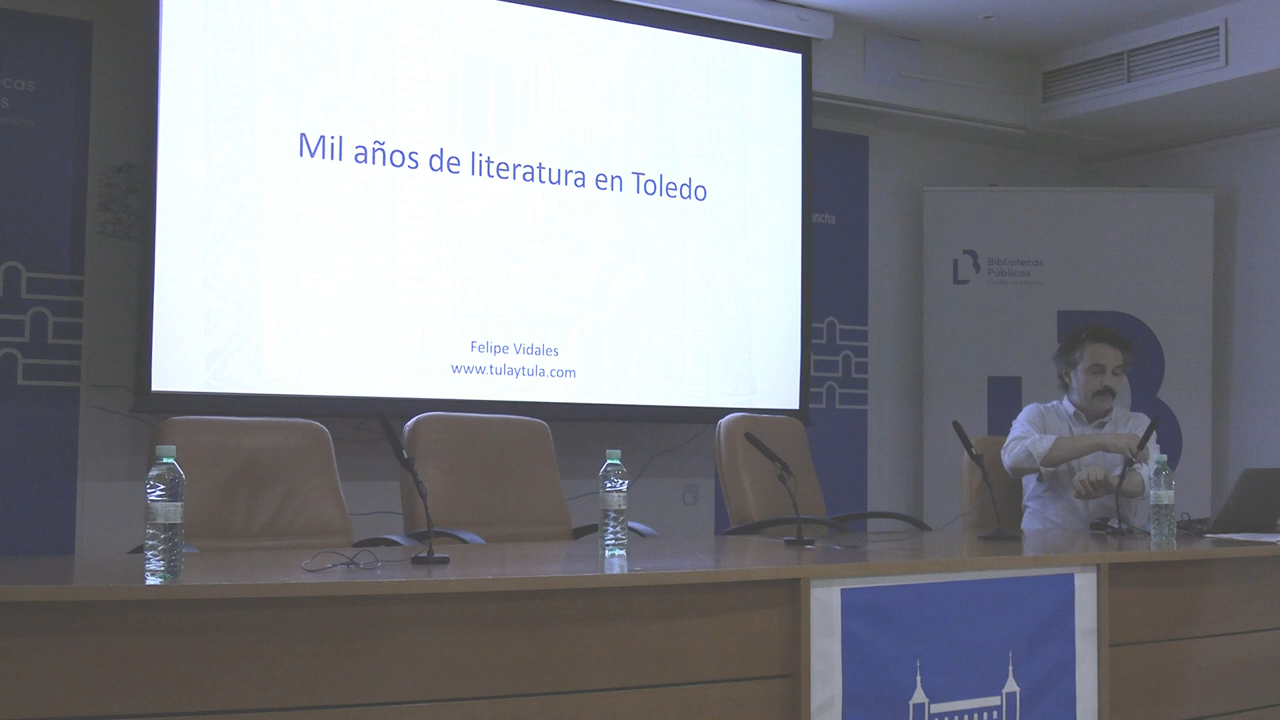 Mil años de literatura en Toledo
Felipe Vidales
www.tulaytula.com
Bibliotecas
Públicas